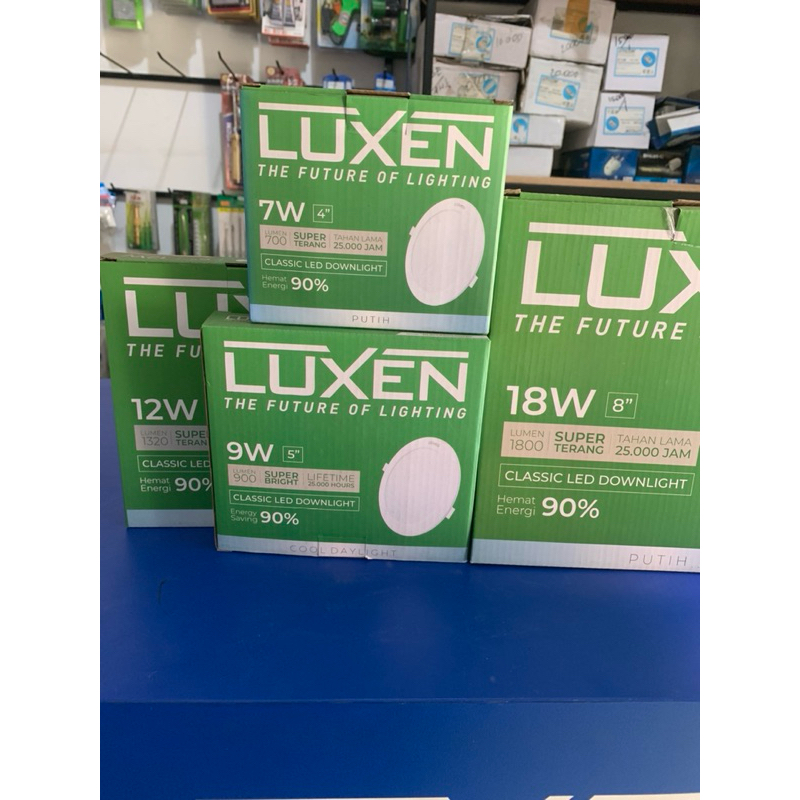 LUXEN
THE FUTURE OF LIGHTING
7W 4"
LUMEN 700 SUPER TERANG TAHAN LAMA 25.000 JAM
CLASSIC LED DOWNLIGHT
Hemat Energi 90%
PUTIH
LUXEN
THE FUTURE OF LIGHTING
9W 5"
LUMEN 900 SUPER BRIGHT LIFETIME 25.000 HOURS
CLASSIC LED DOWNLIGHT
Energy Saving 90%
COOL DAYLIGHT
LU
THE FU
12W
LUMEN 1320 SUPE TERAN
CLASSIC LED
Hemat Energi 90%
LUX
THE FUTURE
18W 8"
LUMEN 1800 SUPER TERANG TAHAN LAMA 25.000 JAM
CLASSIC LED DOWNLIGHT
Hemat Energi 90%
PUTIH